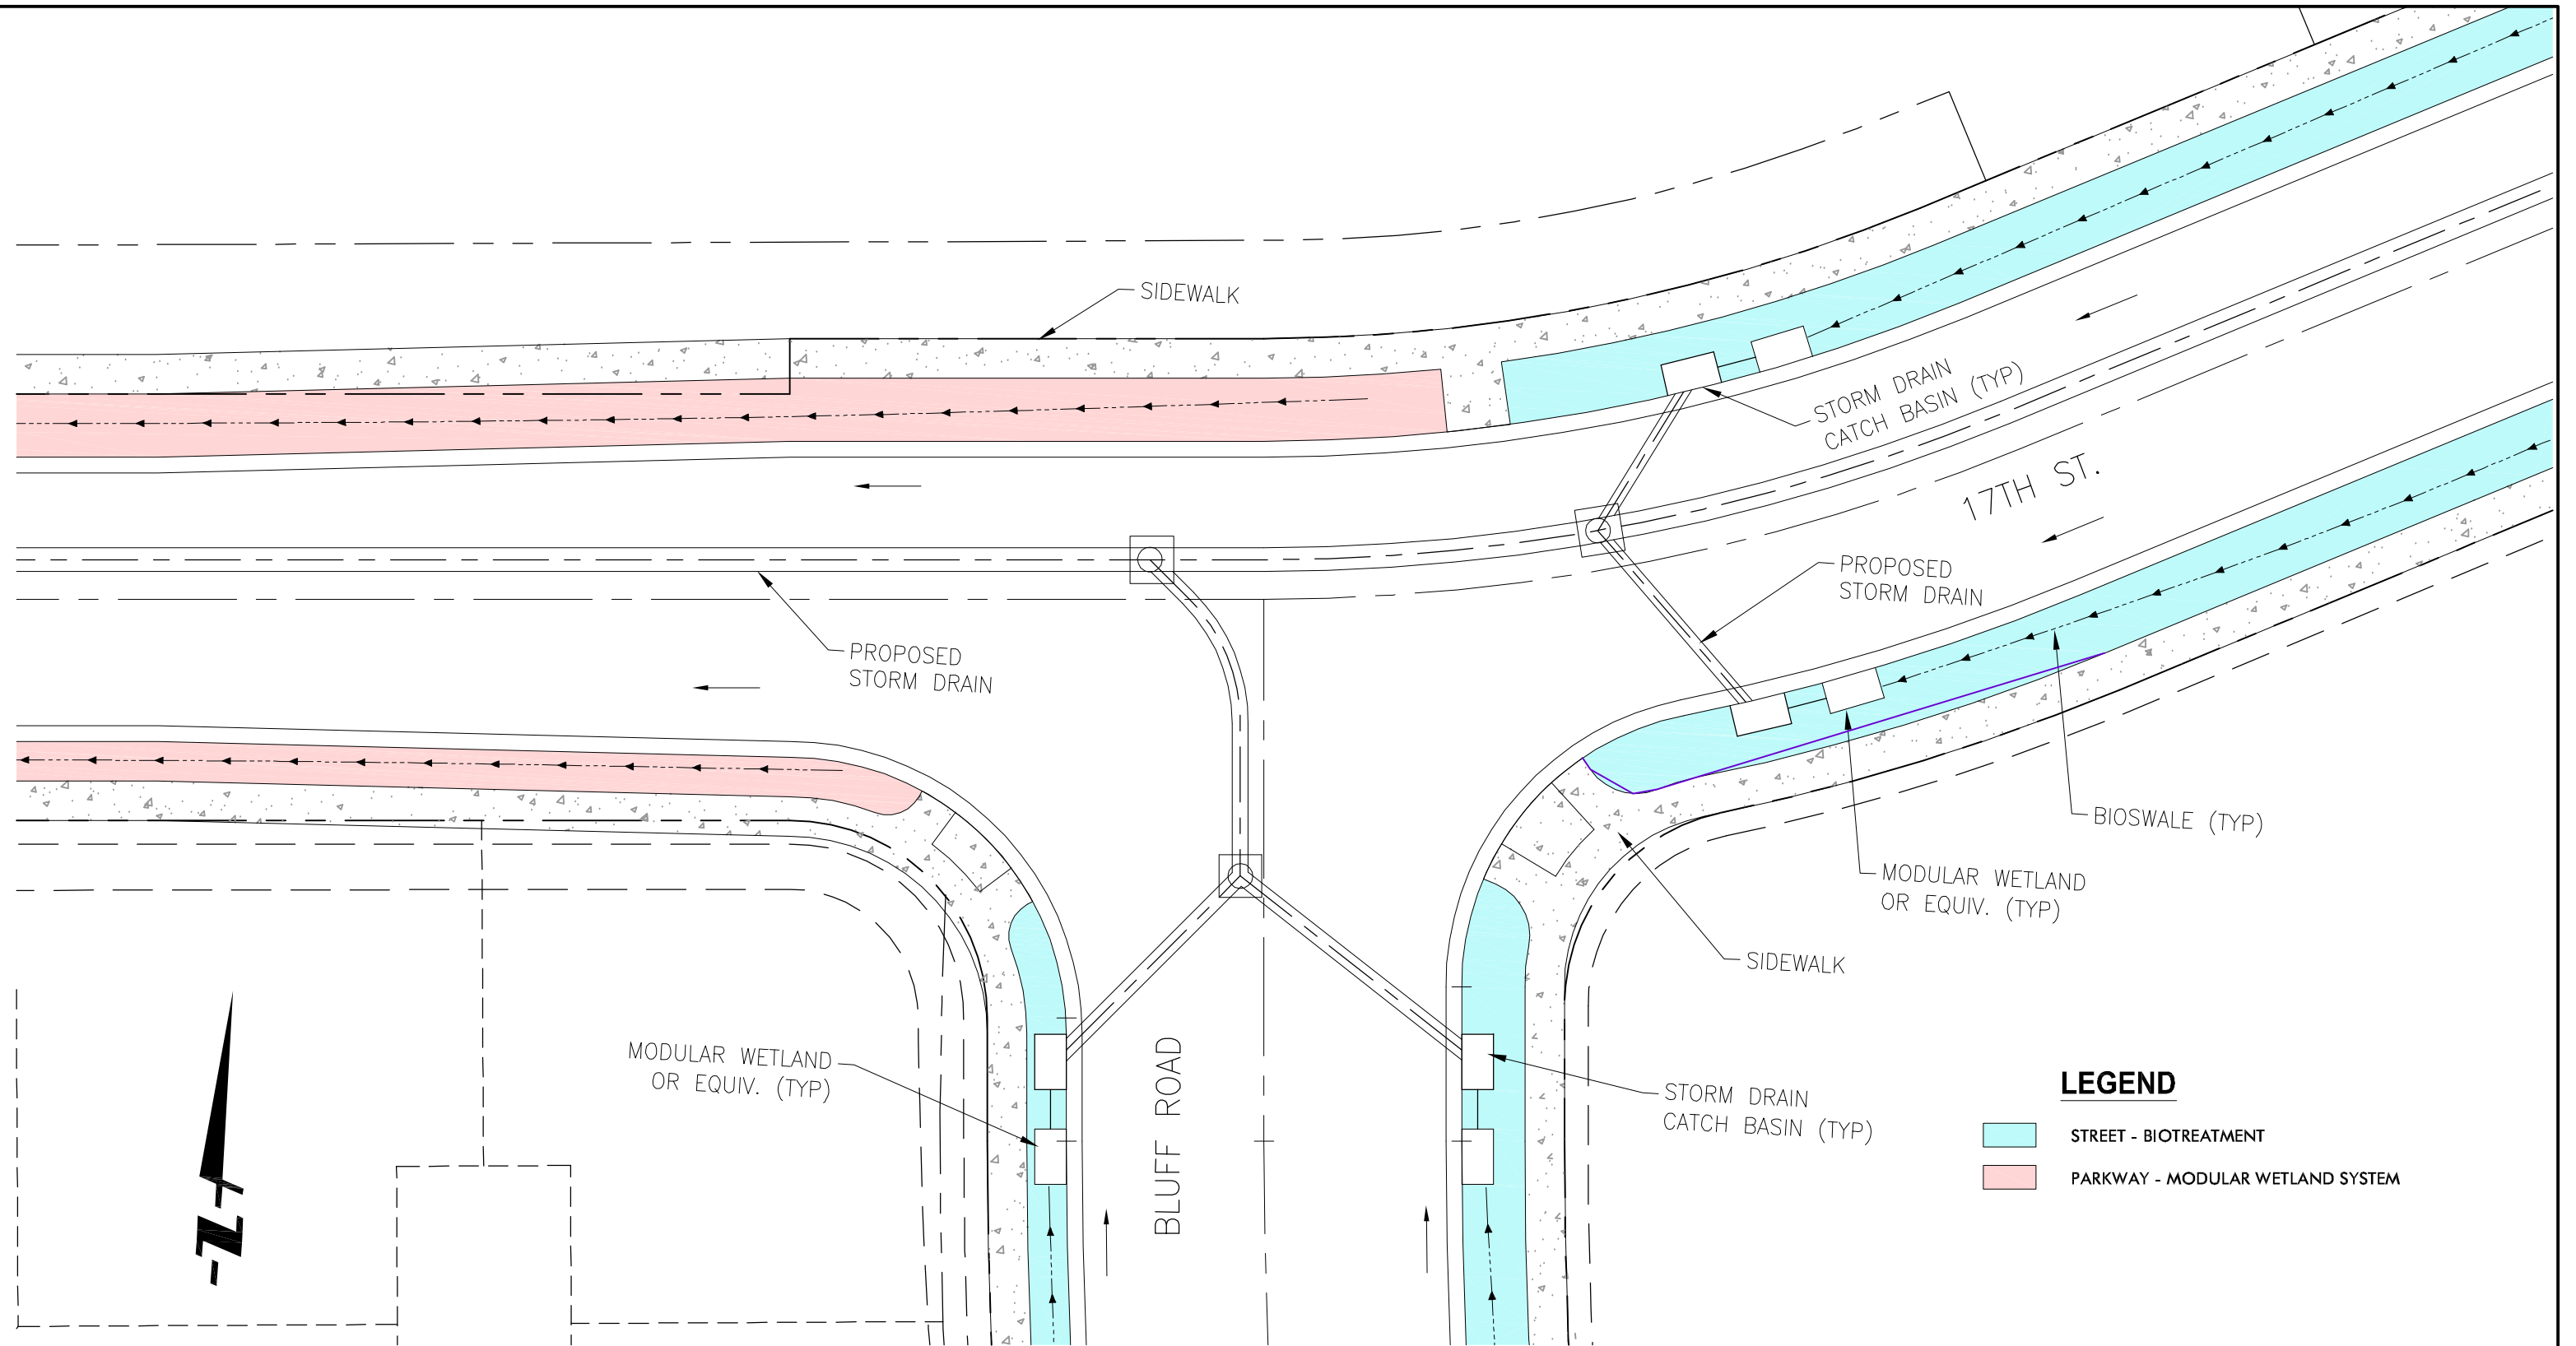 SIDEWALK
STORM DRAIN
CATCH BASIN (TYP)
17TH ST.
PROPOSED
STORM DRAIN
PROPOSED
STORM DRAIN
BIOSWALE (TYP)
MODULAR WETLAND
OR EQUIV. (TYP)
SIDEWALK
MODULAR WETLAND
OR EQUIV. (TYP)
BLUFF ROAD
STORM DRAIN
CATCH BASIN (TYP)
N
LEGEND
STREET - BIOTREATMENT
PARKWAY - MODULAR WETLAND SYSTEM